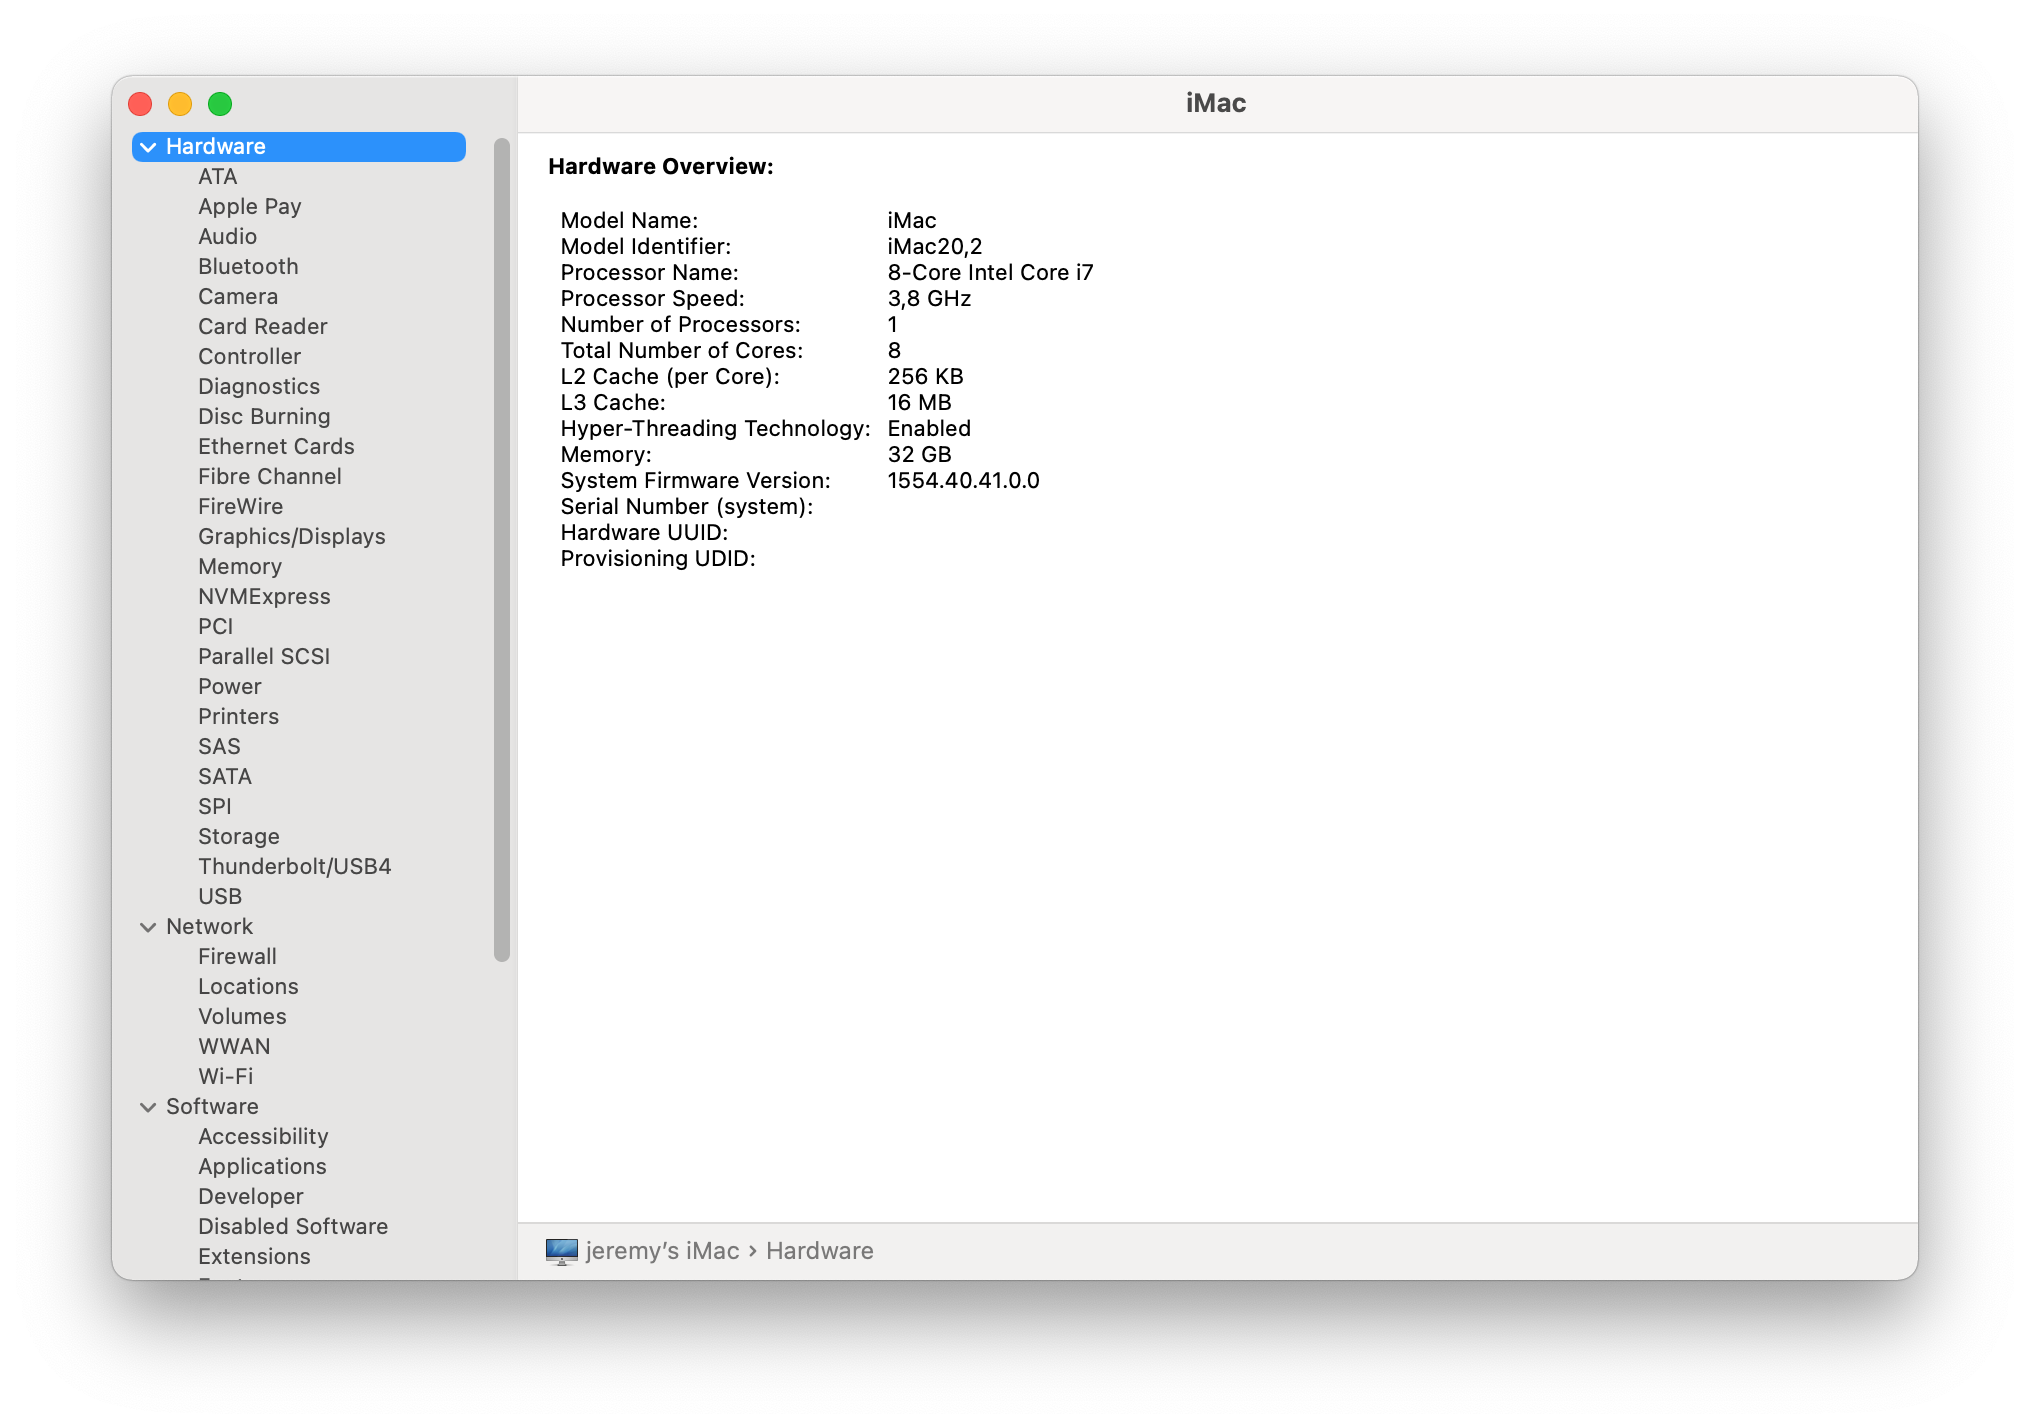 iMac
Hardware
ATA
Apple Pay
Audio
Bluetooth
Camera
Card Reader
Controller
Diagnostics
Disc Burning
Ethernet Cards
Fibre Channel
FireWire
Graphics/Displays
Memory
NVMExpress
PCI
Parallel SCSI
Power
Printers
SAS
SATA
SPI
Storage
Thunderbolt/USB4
USB
Network
Firewall
Locations
Volumes
WWAN
Wi-Fi
Software
Accessibility
Applications
Developer
Disabled Software
Extensions
Hardware Overview:
Model Name: iMac
Model Identifier: iMac20,2
Processor Name: 8-Core Intel Core i7
Processor Speed: 3,8 GHz
Number of Processors: 1
Total Number of Cores: 8
L2 Cache (per Core): 256 KB
L3 Cache: 16 MB
Hyper-Threading Technology: Enabled
Memory: 32 GB
System Firmware Version: 1554.40.41.0.0
Serial Number (system):
Hardware UUID:
Provisioning UDID:
jeremy’s iMac › Hardware